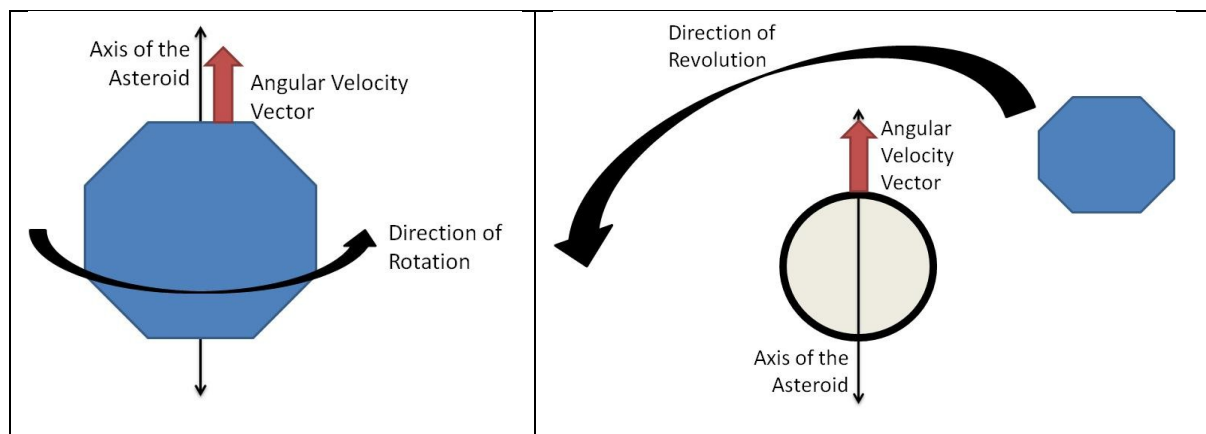 Axis of the
Asteroid
Angular Velocity
Vector
Direction of
Rotation
Direction of
Revolution
Angular
Velocity
Vector
Axis of the
Asteroid